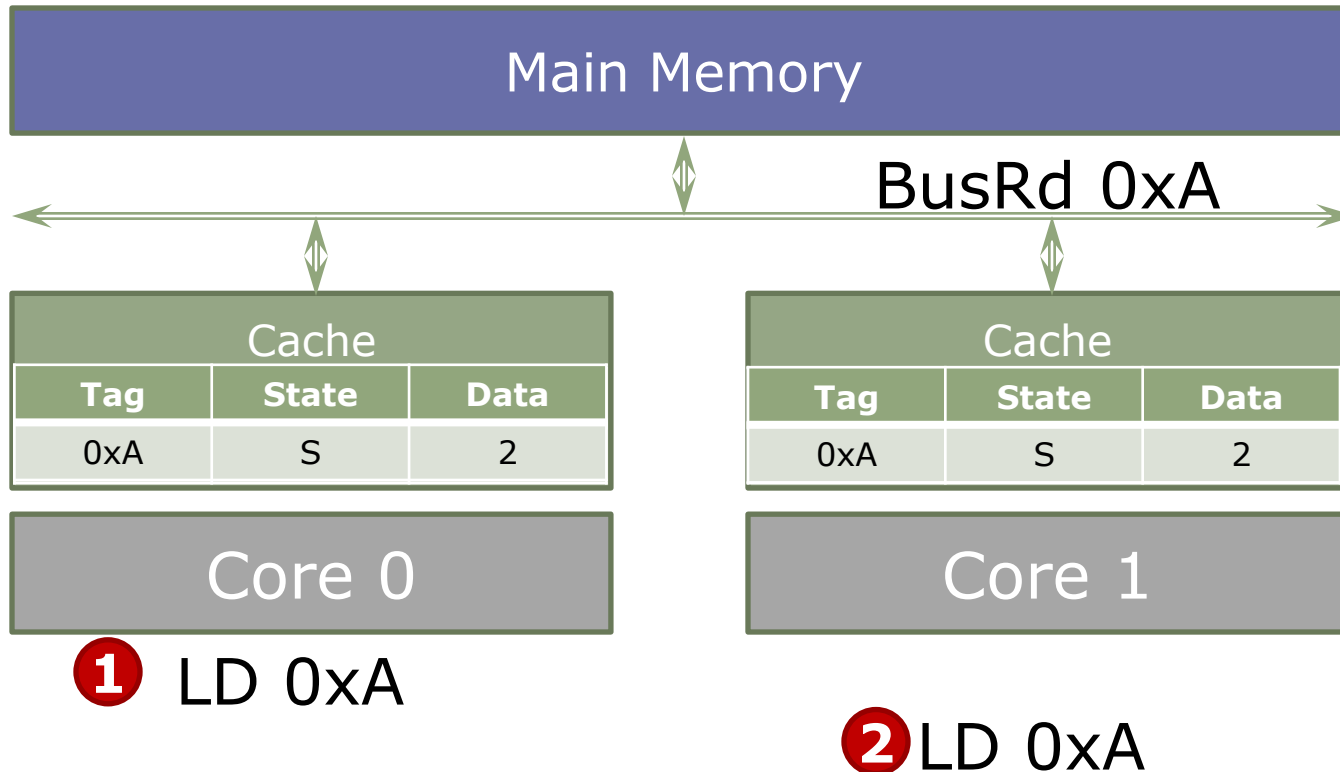 Main Memory
BusRd 0xA
Cache
Tag State Data
0xA S 2
Core 0
1 LD 0xA
Cache
Tag State Data
0xA S 2
Core 1
2 LD 0xA